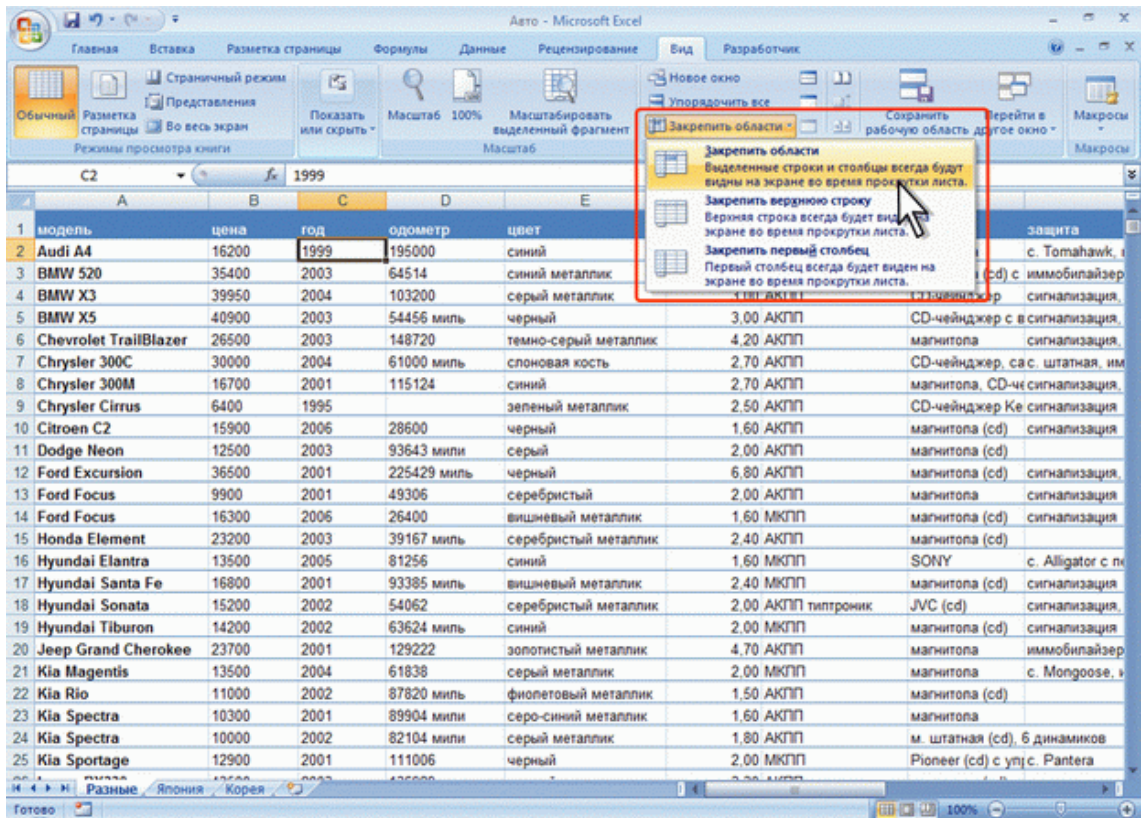 Авто - Microsoft Excel
Главная Вставка Разметка страницы Формулы Данные Рецензирование Вид Разработчик
Обычный
Разметка страницы
Страничный режим
Представления
Во весь экран
Режимы просмотра книги
Показать или скрыть
Масштаб
100%
Масштабировать выделенный фрагмент
Масштаб
Новое окно
Упорядочить все
Закрепить области
Сохранить рабочую область
Перейти в другое окно
Макросы
Макросы
Закрепить области
Выделенные строки и столбцы всегда будут
видны на экране во время прокрутки листа.
Закрепить верхнюю строку
Верхняя строка всегда будет на
экране во время прокрутки листа.
Закрепить первый столбец
Первый столбец всегда будет виден на
экране во время прокрутки листа.
C2 fx 1999
A B C D E
1 модель цена год одометр цвет защита
2 Audi A4 16200 1999 195000 синий с. Tomahawk,
3 BMW 520 35400 2003 64514 синий металлик (cd) с иммобилайзер
4 BMW X3 39950 2004 103200 серый металлик сигнализация,
5 BMW X5 40900 2003 54456 миль черный 3,00 АКПП CD-чейнджер с в сигнализация,
6 Chevrolet TrailBlazer 26500 2003 148720 темно-серый металлик 4,20 АКПП магнитола сигнализация,
7 Chrysler 300C 30000 2004 61000 миль слоновая кость 2,70 АКПП CD-чейнджер, са с. штатная, им
8 Chrysler 300M 16700 2001 115124 синий 2,70 АКПП магнитола, CD-че сигнализация,
9 Chrysler Cirrus 6400 1995 зеленый металлик 2,50 АКПП CD-чейнджер Ke сигнализация
10 Citroen C2 15900 2006 28600 черный 1,60 АКПП магнитола (cd) сигнализация
11 Dodge Neon 12500 2003 93643 мили серый 2,00 АКПП магнитола (cd)
12 Ford Excursion 36500 2001 225429 миль черный 6,80 АКПП магнитола (cd) сигнализация,
13 Ford Focus 9900 2001 49306 серебристый 2,00 АКПП магнитола сигнализация
14 Ford Focus 16300 2006 26400 вишневый металлик 1,60 МКПП магнитола (cd) сигнализация
15 Honda Element 23200 2003 39167 миль серебристый металлик 2,40 АКПП магнитола (cd)
16 Hyundai Elantra 13500 2005 81256 синий 1,60 МКПП SONY с. Alligator с пе
17 Hyundai Santa Fe 16800 2001 93385 миль вишневый металлик 2,40 МКПП магнитола (cd) сигнализация
18 Hyundai Sonata 15200 2002 54062 серебристый металлик 2,00 АКПП типтроник JVC (cd) сигнализация,
19 Hyundai Tiburon 14200 2002 63624 миль синий 2,00 МКПП магнитола (cd) сигнализация
20 Jeep Grand Cherokee 23700 2001 129222 золотистый металлик 4,70 АКПП магнитола иммобилайзер
21 Kia Magentis 13500 2004 61838 серый металлик 2,00 МКПП магнитола с. Mongoose, и
22 Kia Rio 11000 2002 87820 миль фиолетовый металлик 1,50 АКПП магнитола (cd)
23 Kia Spectra 10300 2001 89904 мили серо-синий металлик 1,60 АКПП магнитола
24 Kia Spectra 10000 2002 82104 мили серый металлик 1,80 АКПП м. штатная (cd), 6 динамиков
25 Kia Sportage 12900 2001 111006 черный 2,00 МКПП Pioneer (cd) с упр с. Pantera
Разные Япония Корея
Готово 100%